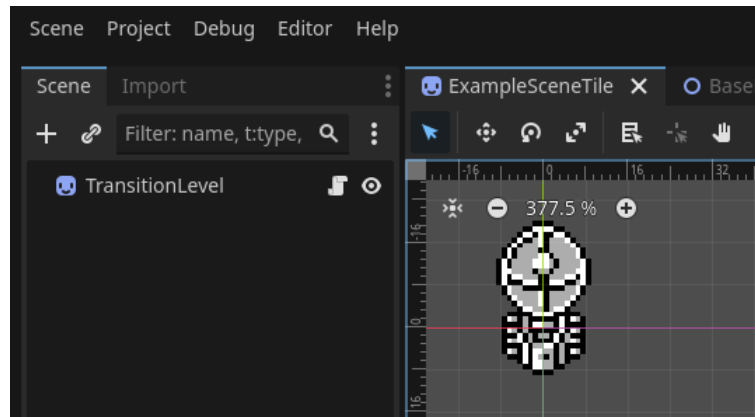 Scene Project Debug Editor Help
Scene Import
ExampleSceneTile Base
Filter: name, t:type,
TransitionLevel
-16 0 16 32
377.5 %
-16
0
16